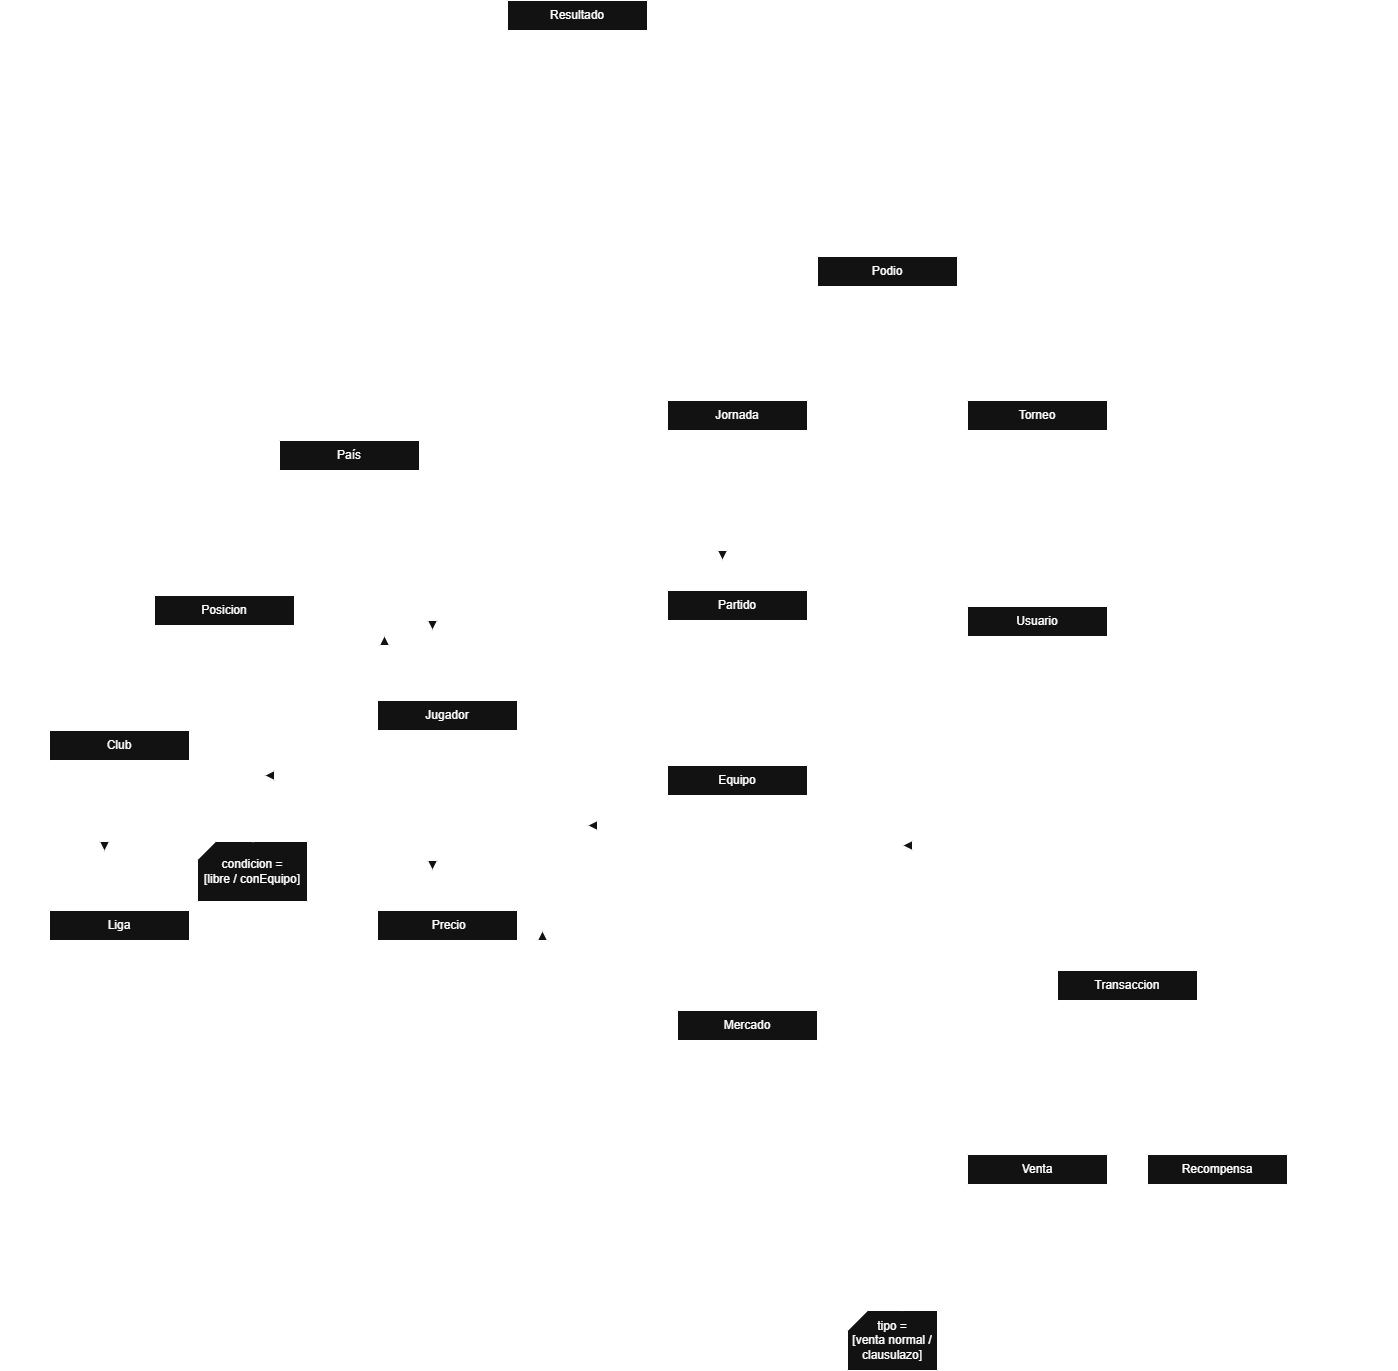 Resultado
Podio
Jornada
Torneo
País
Posicion
Partido
Usuario
Jugador
Club
Equipo
condicion =
[libre / conEquipo]
Liga
Precio
Transaccion
Mercado
Venta
Recompensa
tipo =
[venta normal /
clausulazo]